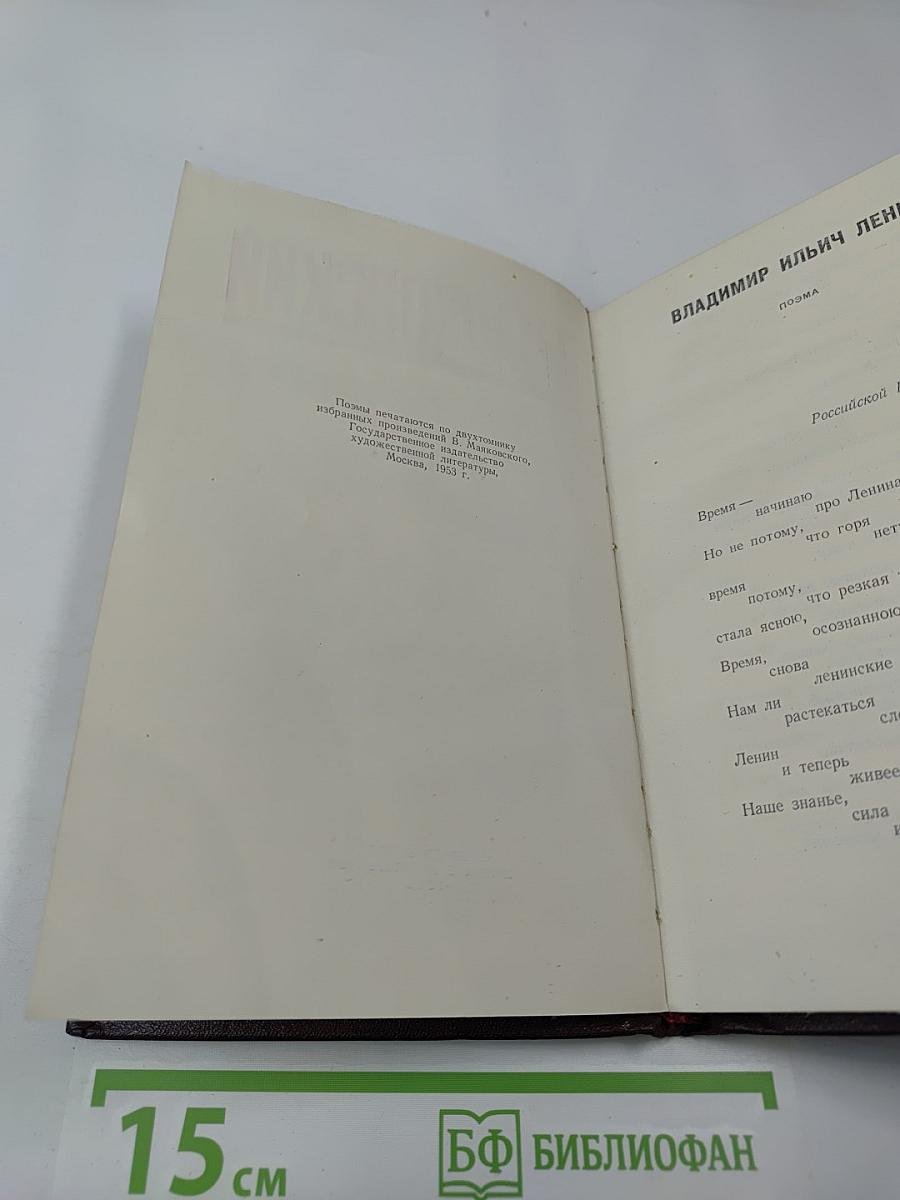 Поэмы печатаются по двухтомнику
избранных произведений В. Маяковского,
Государственное издательство
художественной литературы,
Москва, 1953 г.
ВЛАДИМИР ИЛЬИЧ
ПОЭМА
Российской
Время —
начинаю
про Ленина
Но не потому,
что горя
время
потому,
что резкая
стала ясною,
осознанною
Время,
снова
ленинские
Нам ли
растекаться
Ленин
и теперь
живее
Наше знанье,
сила
15 см
БФ БИБЛИОФАН